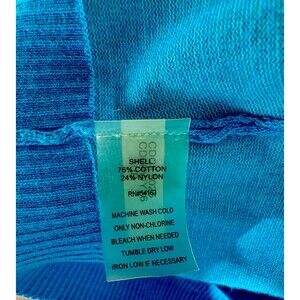 SHELL
76% COTTON
24% NYLON
MACHINE WASH COLD
ONLY NON-CHLORINE
BLEACH WHEN NEEDED
TUMBLE DRY LOW
IRON LOW IF NECESSARY